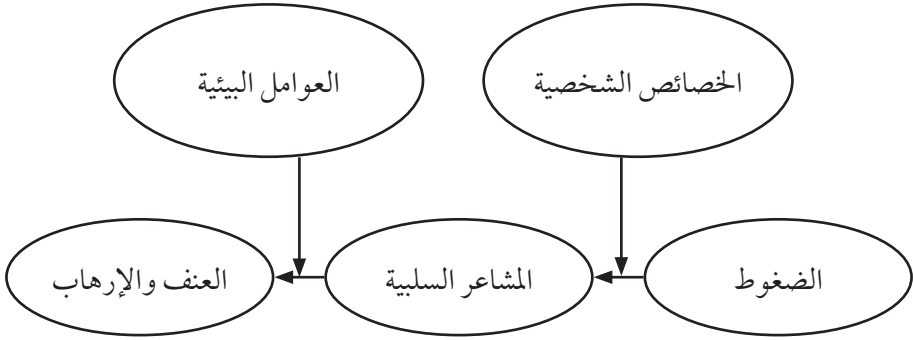 الخصائص الشخصية
العوامل البيئية
الضغوط
المشاعر السلبية
العنف والإرهاب